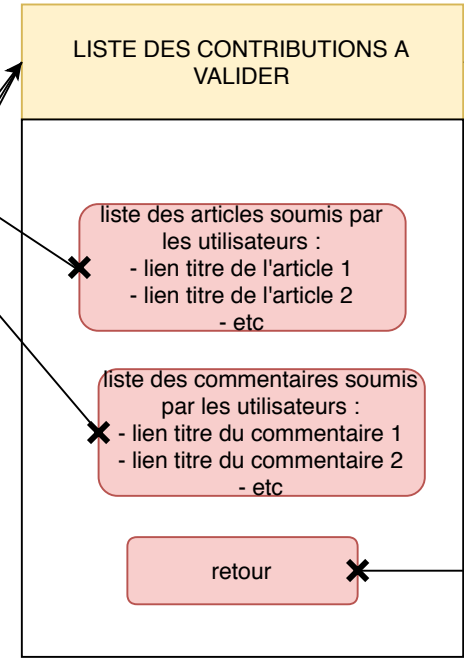 LISTE DES CONTRIBUTIONS A
VALIDER
liste des articles soumis par
les utilisateurs :
- lien titre de l'article 1
- lien titre de l'article 2
- etc
liste des commentaires soumis
par les utilisateurs :
- lien titre du commentaire 1
- lien titre du commentaire 2
- etc
retour